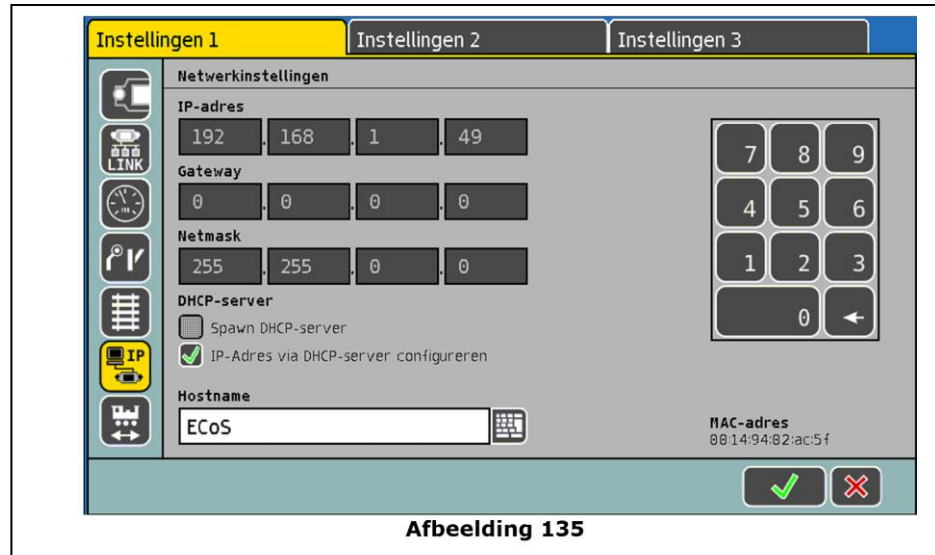 Instellingen 1 Instellingen 2 Instellingen 3
Netwerkinstellingen
IP-adres
192 . 168 . 1 . 49
Gateway
0 . 0 . 0 . 0
Netmask
255 . 255 . 0 . 0
DHCP-server
Spawn DHCP-server
IP-Adres via DHCP-server configureren
Hostname
ECoS
LINK
IP
7 8 9
4 5 6
1 2 3
0
MAC-adres
00:14:94:02:ac:5f
Afbeelding 135